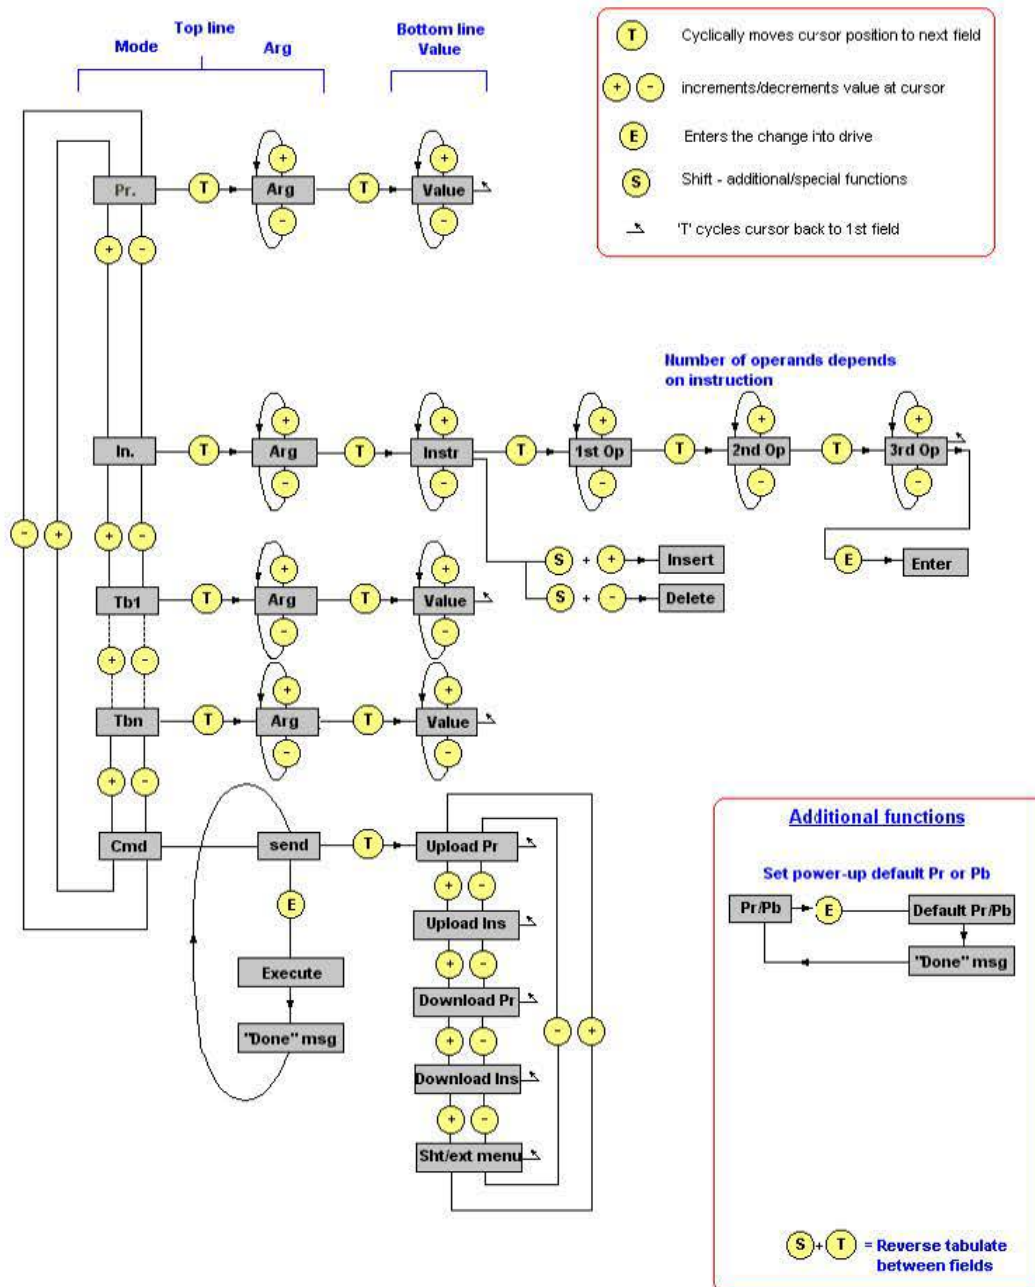 Top line
Mode
Arg
Bottom line
Value
T Cyclically moves cursor position to next field
+ - increments/decrements value at cursor
E Enters the change into drive
S Shift - additional/special functions
'T' cycles cursor back to 1st field
+ +
Pr. T Arg T Value
- -
+ -
Number of operands depends
on instruction
+ + + + +
In. T Arg T Instr T 1st Op T 2nd Op T 3rd Op
- - - - -
- + + -
S + + Insert
E Enter
S + - Delete
+ +
Tb1 T Arg T Value
- -
+ -
+ +
Tbn T Arg T Value
- -
+ -
Cmd send T Upload Pr
+ -
E
Upload Ins
+ -
Execute
Download Pr
"Done" msg
- +
+ -
Download Ins
+ -
Sht/ext menu
Additional functions
Set power-up default Pr or Pb
Pr/Pb E Default Pr/Pb
"Done" msg
S + T = Reverse tabulate
between fields